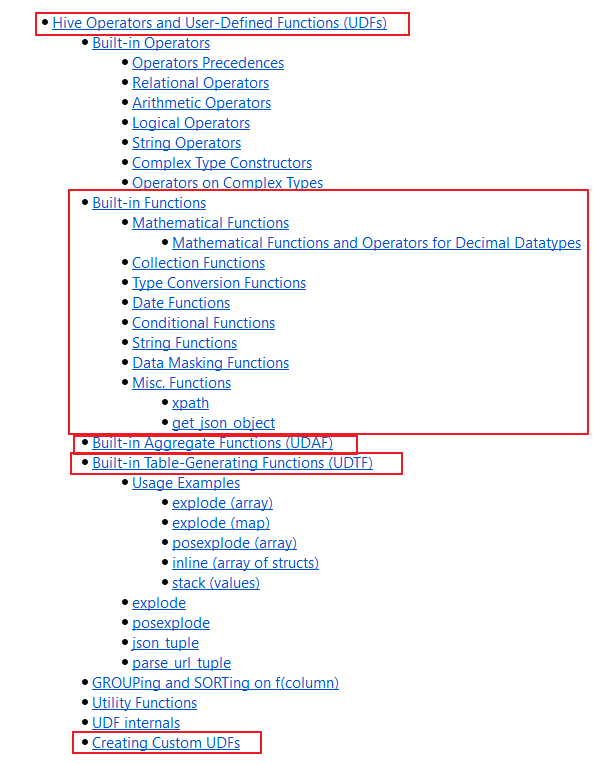 Hive Operators and User-Defined Functions (UDFs)
Built-in Operators
Operators Precedences
Relational Operators
Arithmetic Operators
Logical Operators
String Operators
Complex Type Constructors
Operators on Complex Types
Built-in Functions
Mathematical Functions
Mathematical Functions and Operators for Decimal Datatypes
Collection Functions
Type Conversion Functions
Date Functions
Conditional Functions
String Functions
Data Masking Functions
Misc. Functions
xpath
get_json_object
Built-in Aggregate Functions (UDAF)
Built-in Table-Generating Functions (UDTF)
Usage Examples
explode (array)
explode (map)
posexplode (array)
inline (array of structs)
stack (values)
explode
posexplode
json_tuple
parse_url_tuple
GROUPing and SORTing on f(column)
Utility Functions
UDF internals
Creating Custom UDFs